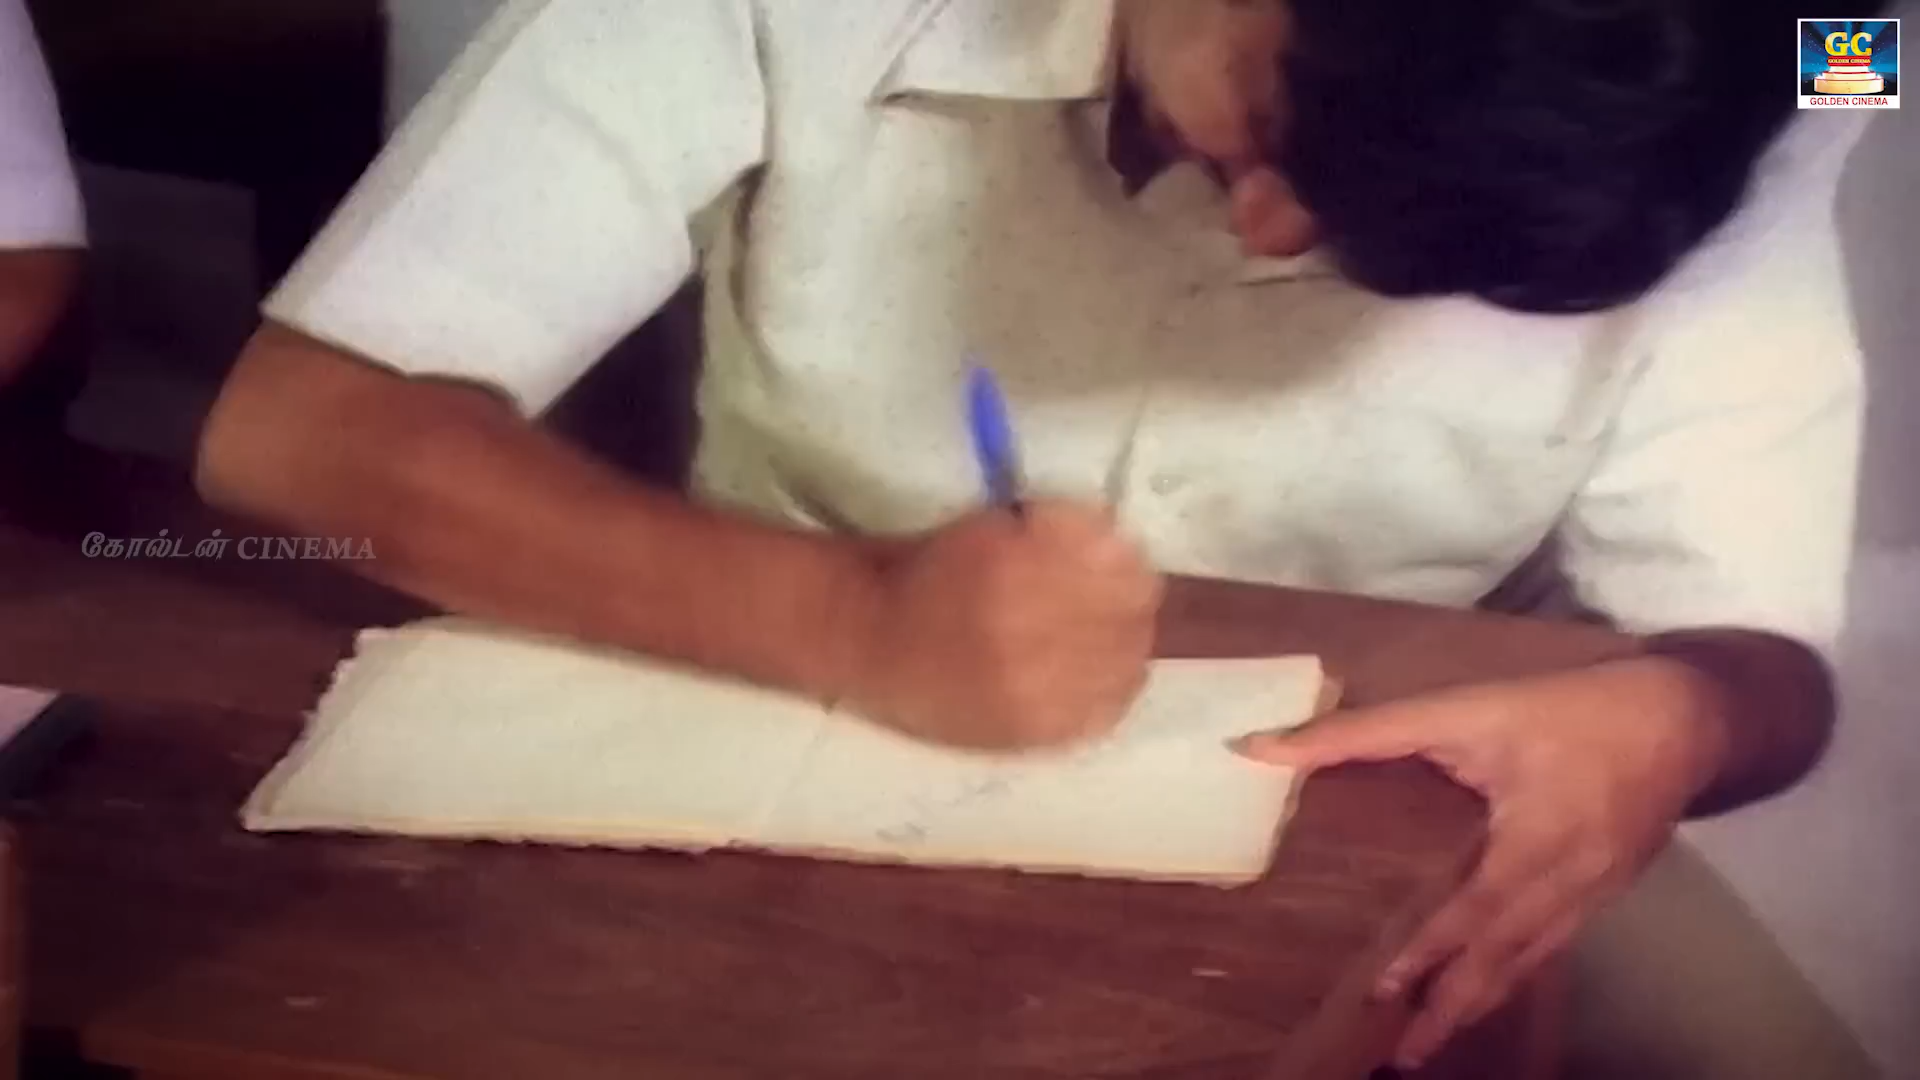 GC
GOLDEN CINEMA
GOLDEN CINEMA
கோல்டன் CINEMA